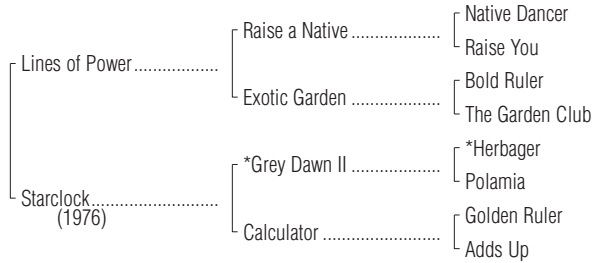 Native Dancer
Raise a Native ..................
Raise You
Lines of Power.................
Bold Ruler
Exotic Garden ....................
The Garden Club
*Herbager
*Grey Dawn II ..................
Polamia
Starclock.........................
(1976)
Golden Ruler
Calculator ........................
Adds Up